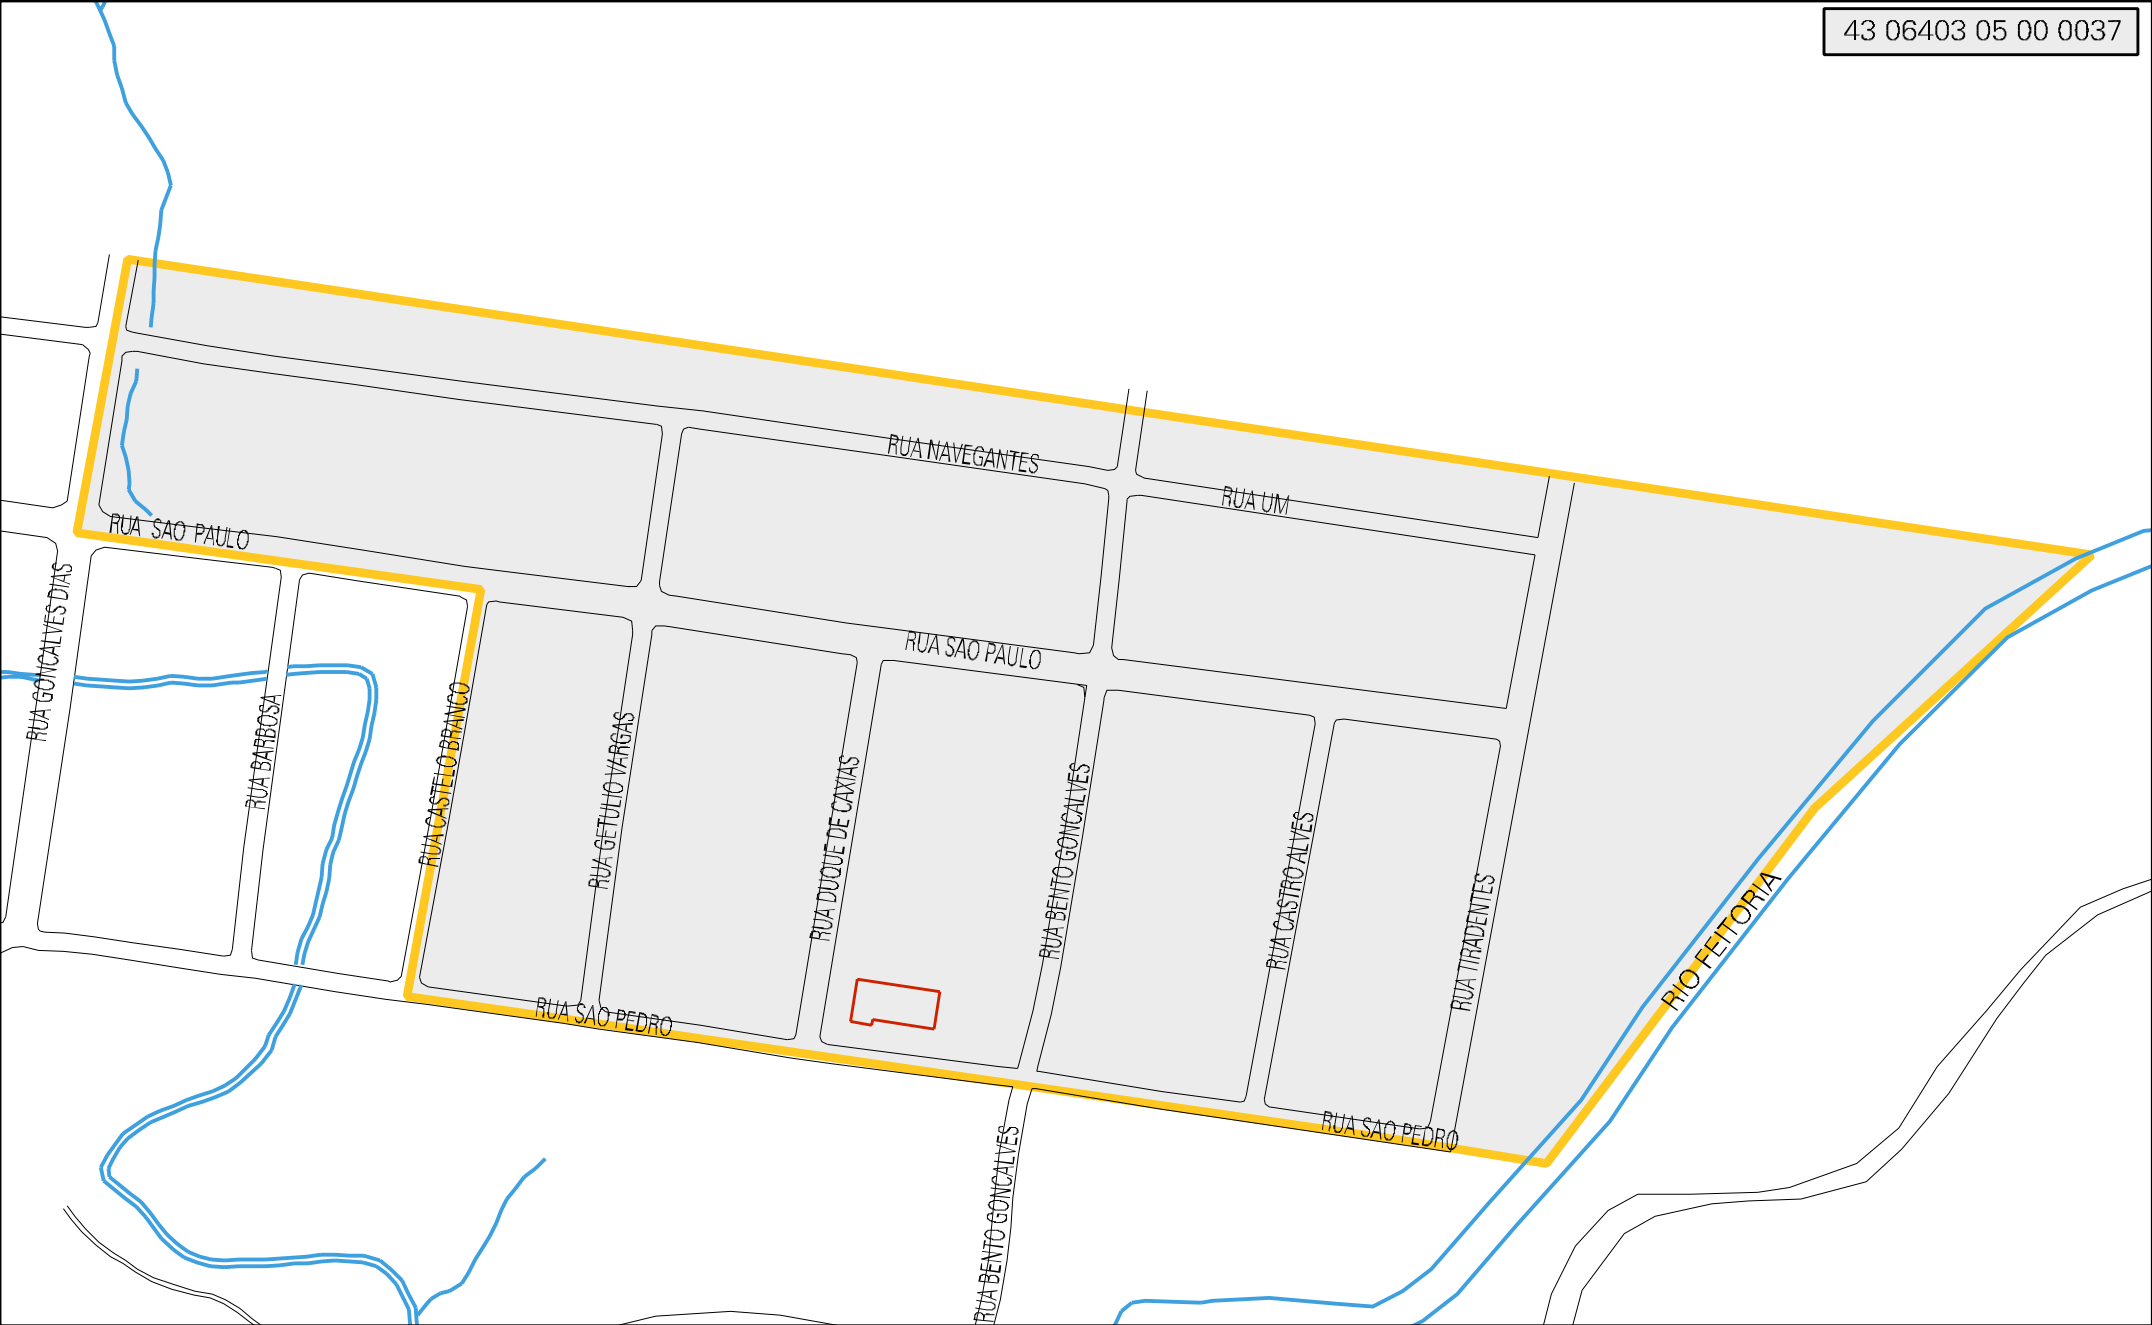 43 06403 05 00 0037
RUA NAVEGANTES
RUA UM
RUA SAO PAULO
RUA SAO PAULO
RUA GONCALVES DIAS
RUA BARBOSA
RUA CASTELO BRANCO
RUA GETULIO VARGAS
RUA DUQUE DE CAXIAS
RUA BENTO GONCALVES
RUA CASTRO ALVES
RUA TIRADENTES
RIO FEITORIA
RUA SAO PEDRO
RUA SAO PEDRO
RUA BENTO GONCALVES